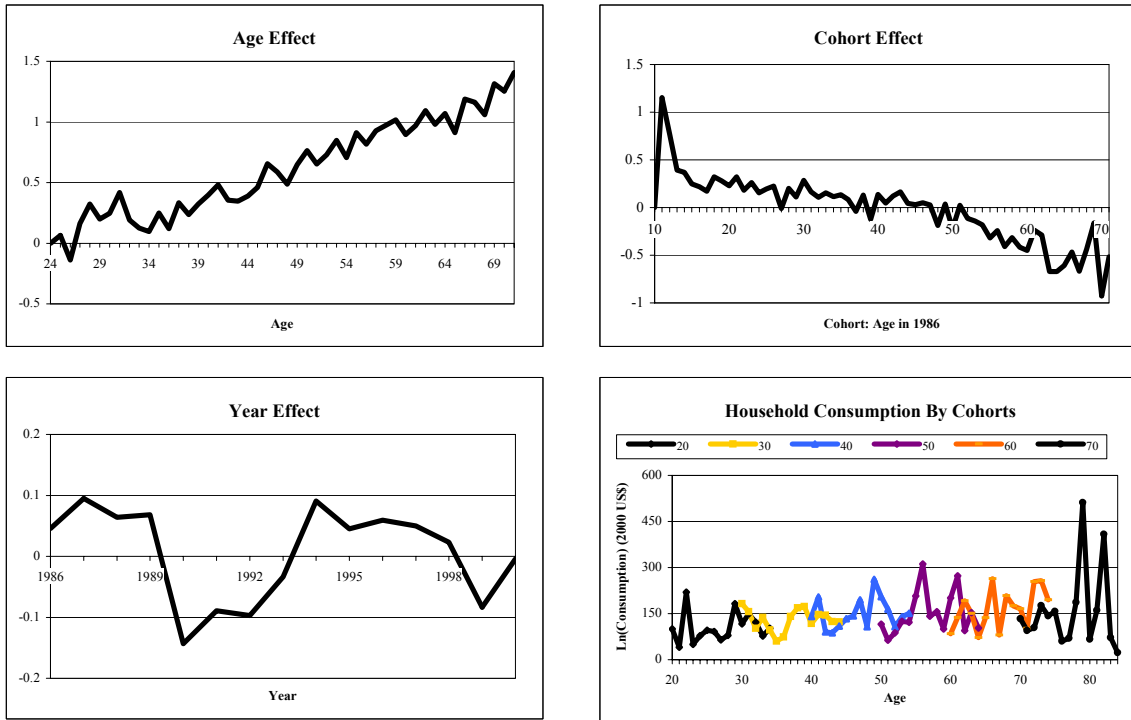 Age Effect
1.5
1
0.5
0
-0.5
24 29 34 39 44 49 54 59 64 69
Age
Cohort Effect
1.5
1
0.5
0
-0.5
-1
10 20 30 40 50 60 70
Cohort: Age in 1986
Year Effect
0.2
0.1
0
-0.1
-0.2
1986 1989 1992 1995 1998
Year
Household Consumption By Cohorts
20 30 40 50 60 70
Ln(Consumption) (2000 US$)
600
450
300
150
0
20 30 40 50 60 70 80
Age